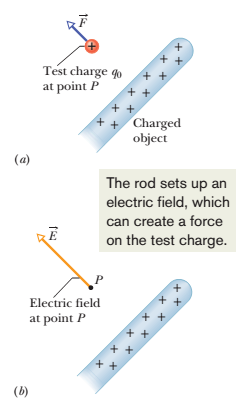 F
+
Test charge q0
at point P
+ +
+ +
+ +
+ +
+ +
+ +
Charged
object
(a)
The rod sets up an
electric field, which
can create a force
on the test charge.
E
P
Electric field
at point P
+ +
+ +
+ +
+ +
+ +
+ +
(b)